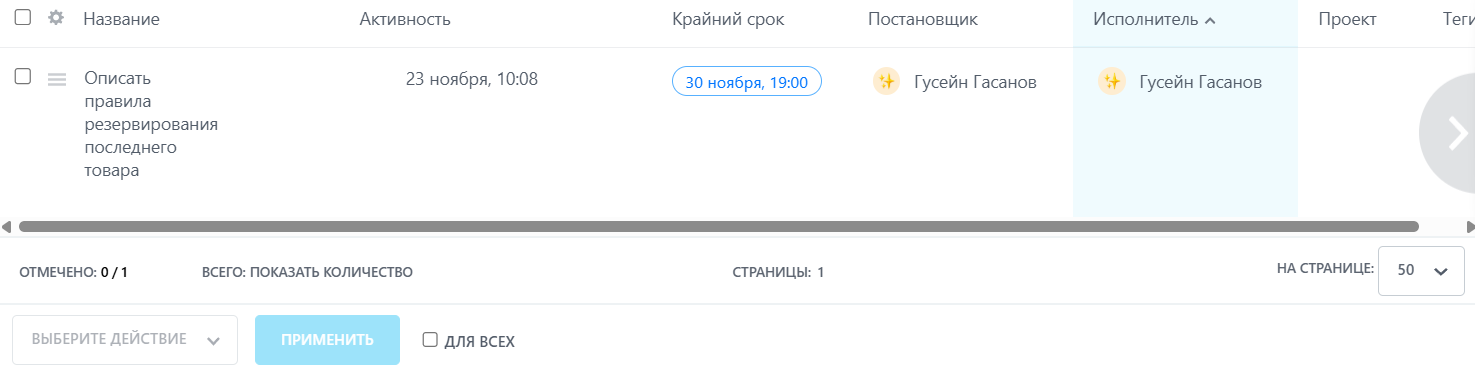 Название Активность Крайний срок Постановщик Исполнитель Проект Теги
Описать 23 ноября, 10:08 30 ноября, 19:00 Гусейн Гасанов Гусейн Гасанов
правила
резервирования
последнего
товара
ОТМЕЧЕНО: 0 / 1 ВСЕГО: ПОКАЗАТЬ КОЛИЧЕСТВО СТРАНИЦЫ: 1 НА СТРАНИЦЕ: 50
ВЫБЕРИТЕ ДЕЙСТВИЕ ПРИМЕНИТЬ ДЛЯ ВСЕХ